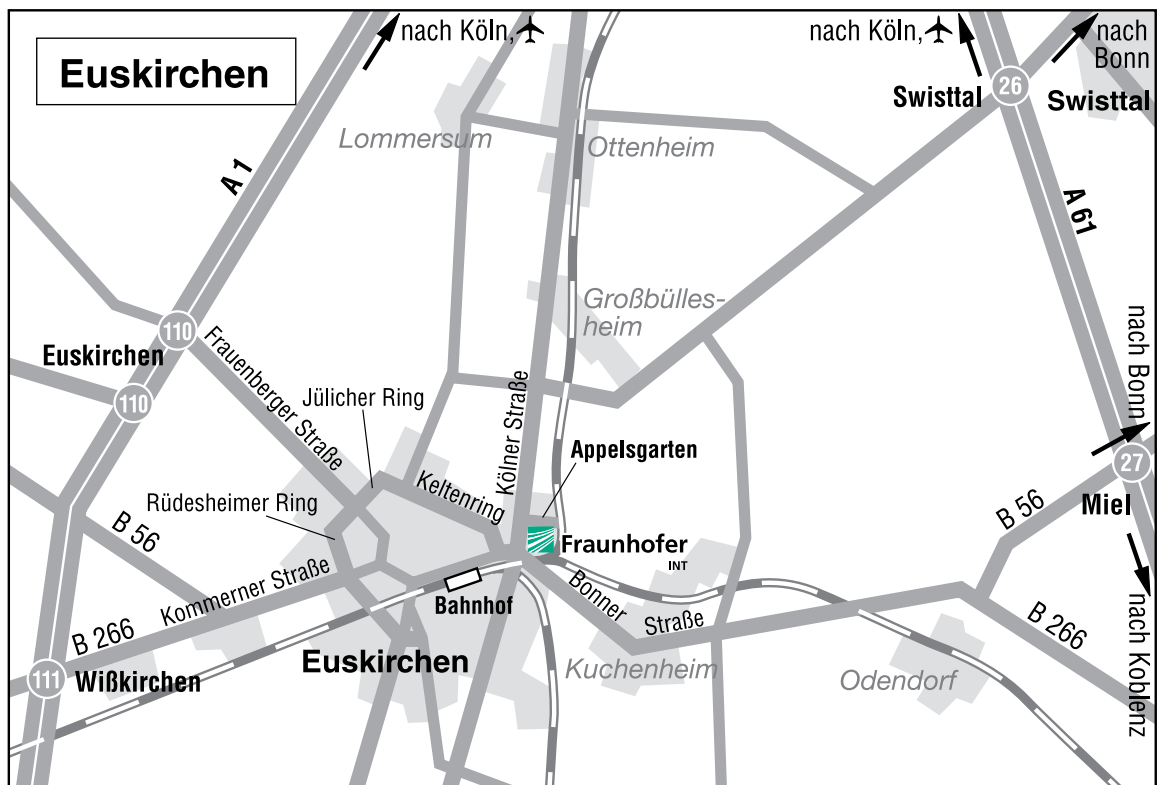 Euskirchen
nach Köln,
nach Köln,
nach
Bonn
Swisttal
26
Swisttal
Lommersum
Ottenheim
A 1
A 61
Großbülles-
heim
110
Euskirchen
110
Frauenberger Straße
Jülicher Ring
Kölner Straße
nach Bonn
Appelsgarten
Keltenring
27
Miel
Rüdesheimer Ring
B 56
B 56
Fraunhofer
INT
Kommerner Straße
Bahnhof
Bonner
Straße
B 266
B 266
nach Koblenz
111
Wißkirchen
Euskirchen
Kuchenheim
Odendorf